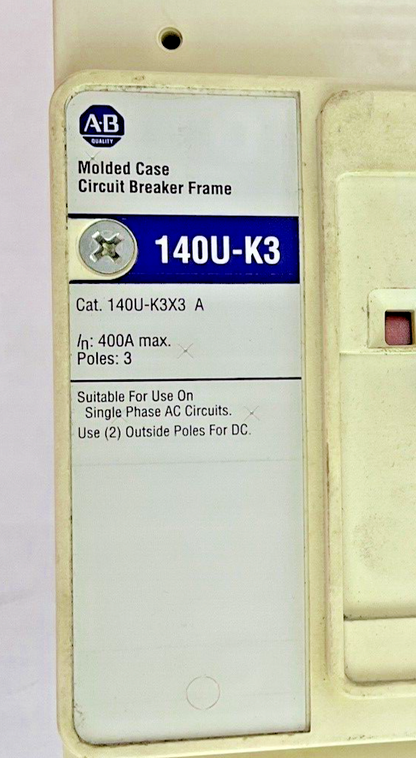 A-B
QUALITY
Molded Case
Circuit Breaker Frame
140U-K3
Cat. 140U-K3X3 A
In: 400A max.
Poles: 3
Suitable For Use On
Single Phase AC Circuits.
Use (2) Outside Poles For DC.